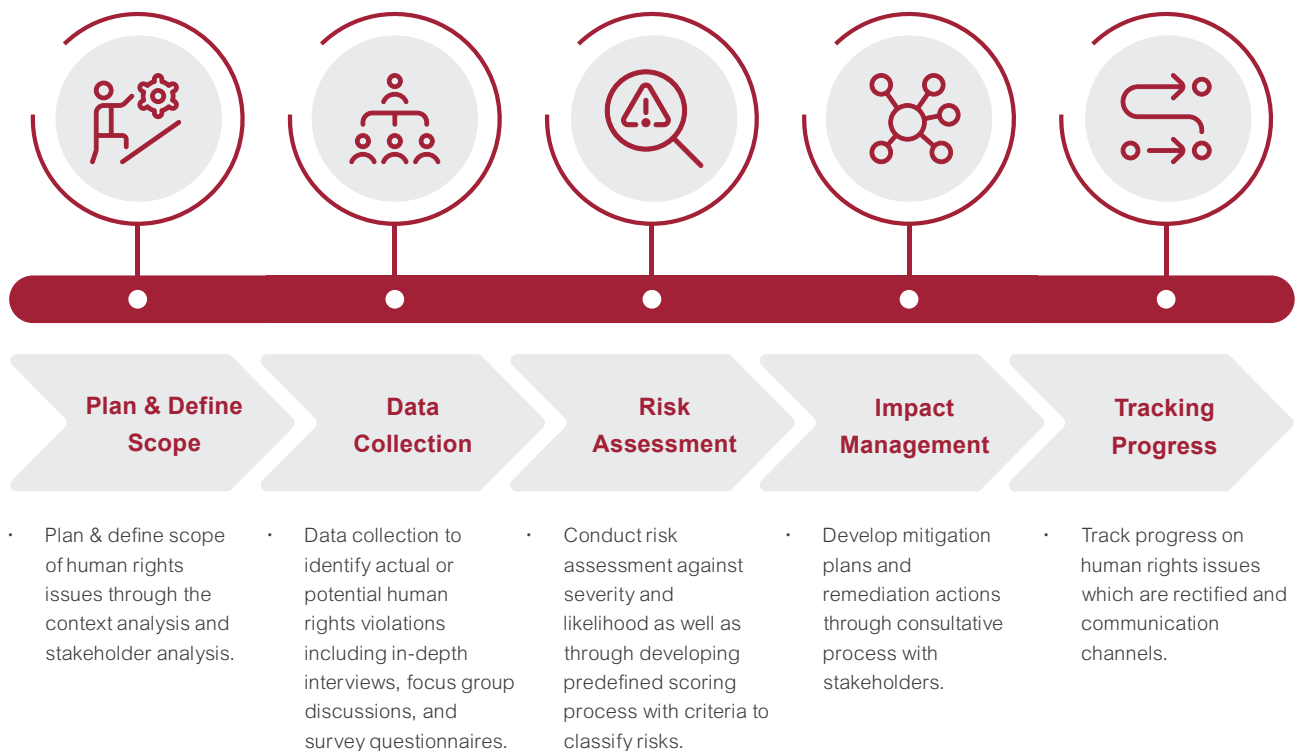 Plan & Define
Scope
Data
Collection
Risk
Assessment
Impact
Management
Tracking
Progress
· Plan & define scope
of human rights
issues through the
context analysis and
stakeholder analysis.
· Data collection to
identify actual or
potential human
rights violations
including in-depth
interviews, focus group
discussions, and
survey questionnaires.
· Conduct risk
assessment against
severity and
likelihood as well as
through developing
predefined scoring
process with criteria to
classify risks.
· Develop mitigation
plans and
remediation actions
through consultative
process with
stakeholders.
· Track progress on
human rights issues
which are rectified and
communication
channels.